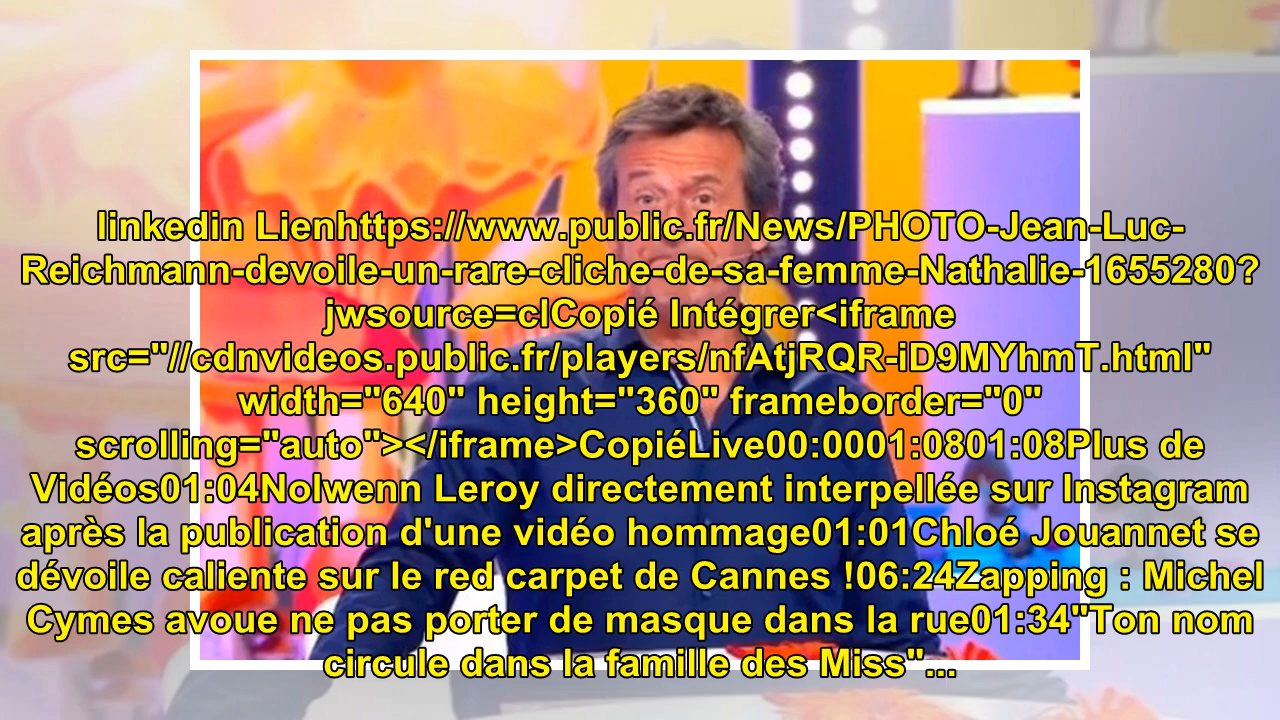 linkedin Lienhttps://www.public.fr/News/PHOTO-Jean-Luc-
Reichmann-devoile-un-rare-cliche-de-sa-femme-Nathalie-1655280?
jwsource=clCopié Intégrer<iframe
src="//cdnvideos.public.fr/players/nfAtjRQR-iD9MYhmT.html"
width="640" height="360" frameborder="0"
scrolling="auto"></iframe>CopiéLive00:0001:0801:08Plus de
Vidéos01:04Nolwenn Leroy directement interpellée sur Instagram
après la publication d'une vidéo hommage01:01Chloé Jouannet se
dévoile caliente sur le red carpet de Cannes !06:24Zapping : Michel
Cymes avoue ne pas porter de masque dans la rue01:34"Ton nom
circule dans la famille des Miss"...